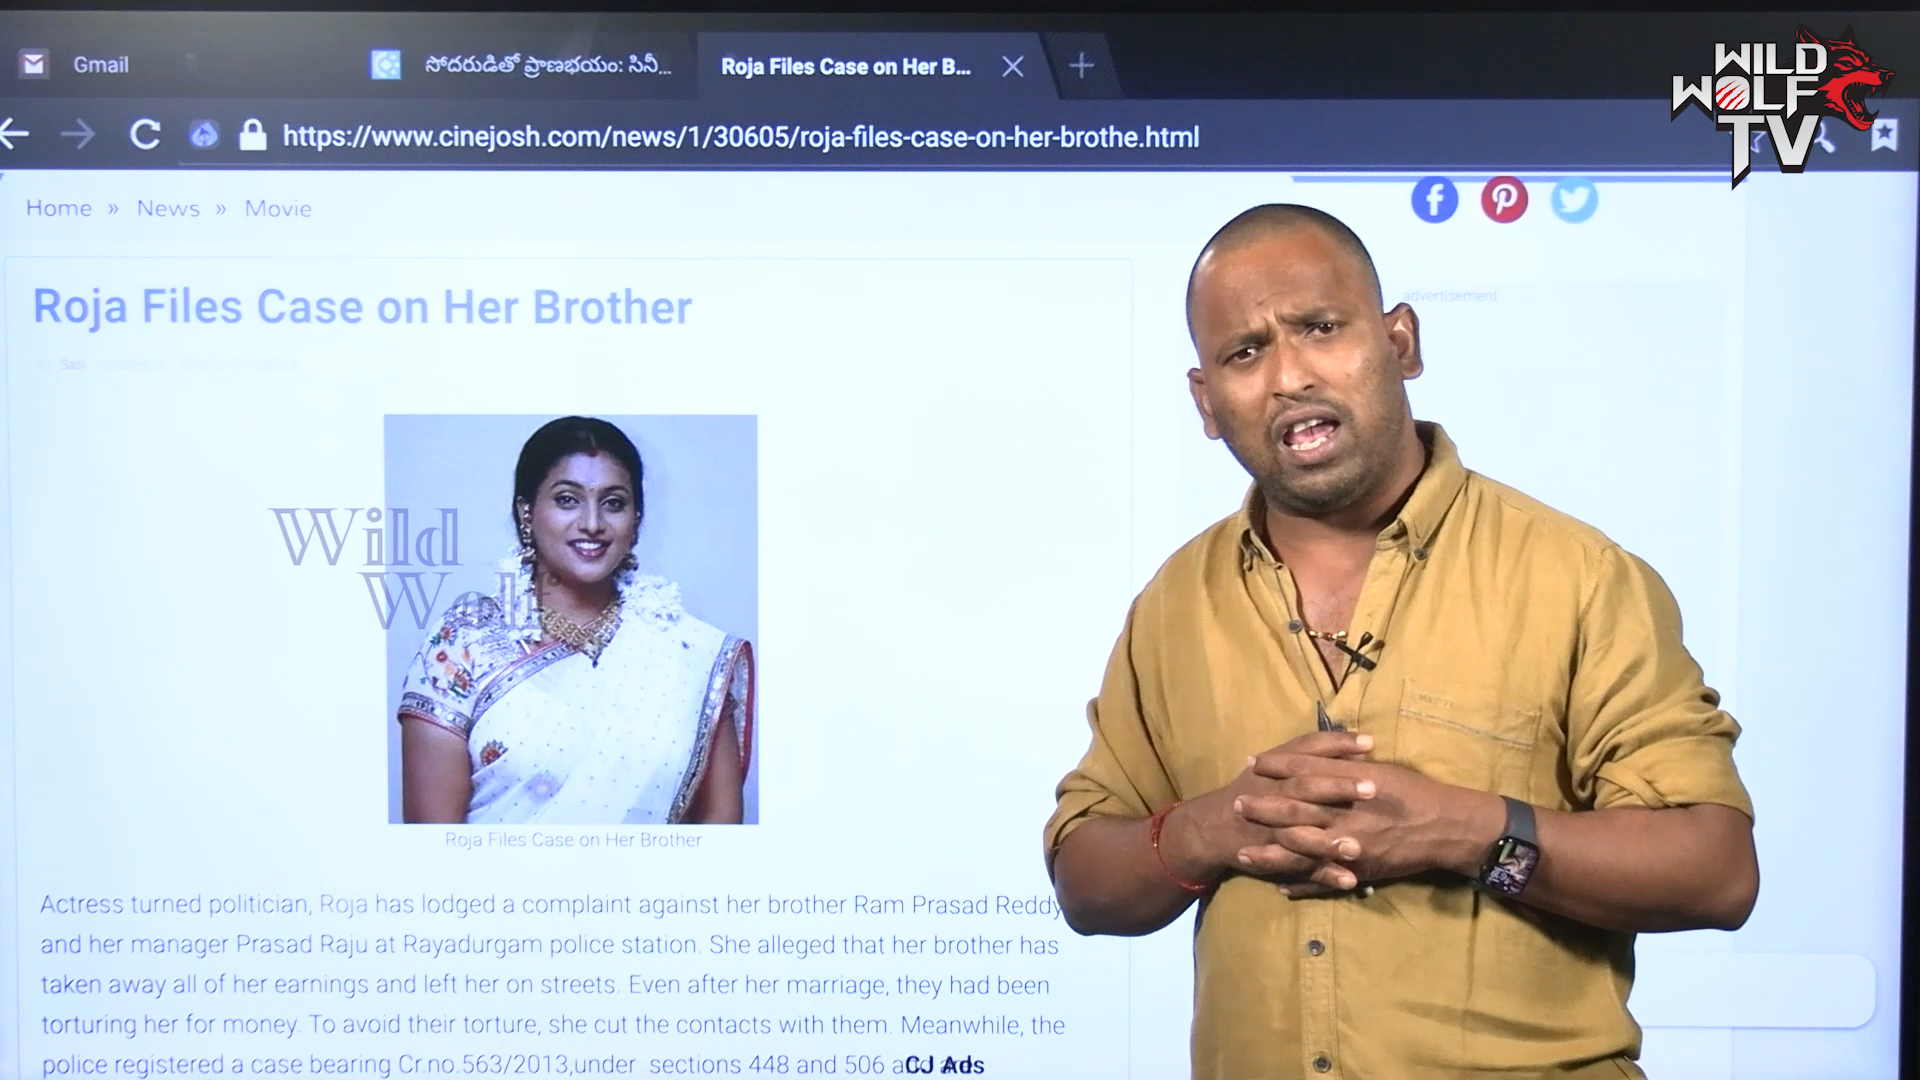 Gmail
సోదరుడితో ప్రాణభయం: సినీ...
Roja Files Case on Her B...
WILD
WOLF
TV
https://www.cinejosh.com/news/1/30605/roja-files-case-on-her-brothe.html
Home » News » Movie
advertisement
Roja Files Case on Her Brother
Wild
Wolf
Roja Files Case on Her Brother
Actress turned politician, Roja has lodged a complaint against her brother Ram Prasad Reddy
and her manager Prasad Raju at Rayadurgam police station. She alleged that her brother has
taken away all of her earnings and left her on streets. Even after her marriage, they had been
torturing her for money. To avoid their torture, she cut the contacts with them. Meanwhile, the
police registered a case bearing Cr.no.563/2013,under sections 448 and 506
CJ Ads